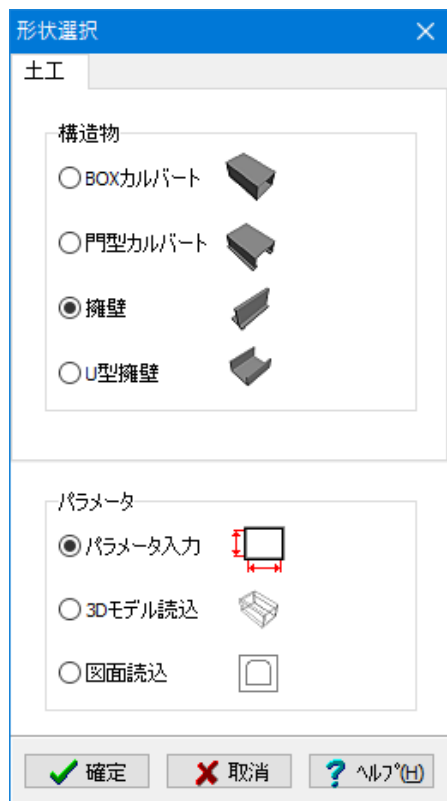 形状選択
土工
構造物
BOXカルバート
門型カルバート
擁壁
U型擁壁
パラメータ
パラメータ入力
3Dモデル読込
図面読込
確定 取消 ヘルプ(H)